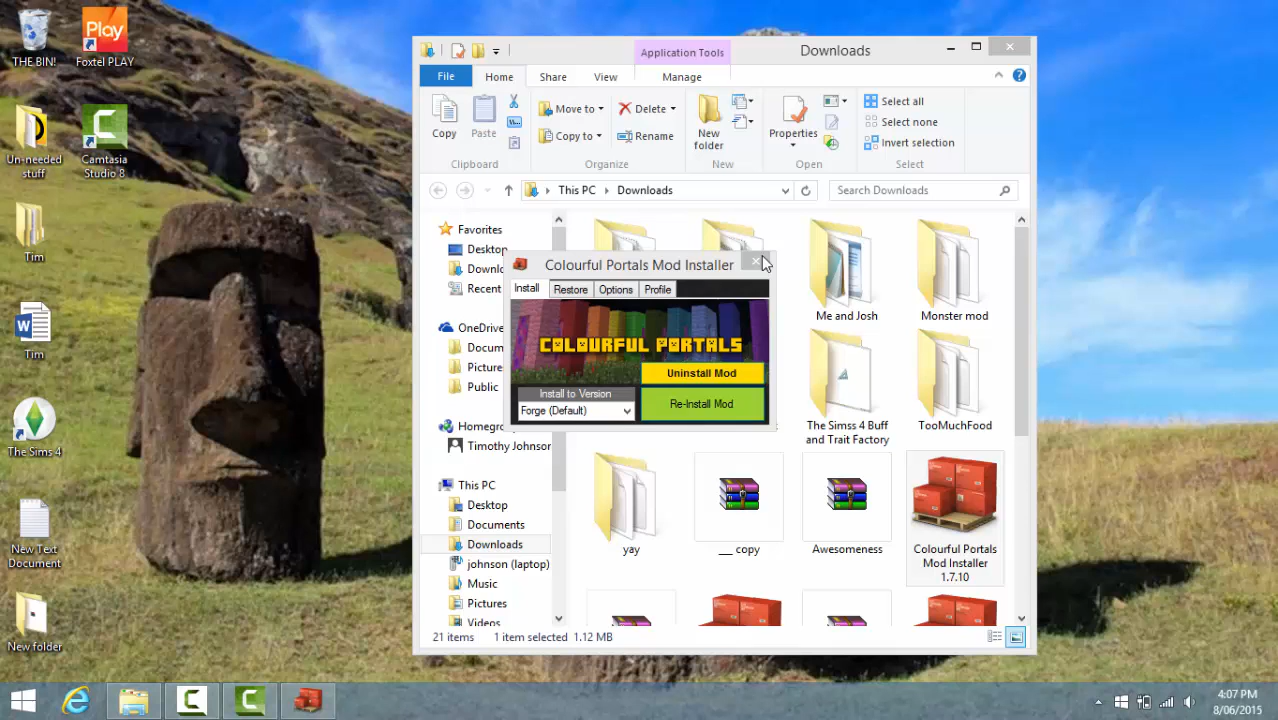 THE BIN!
Play
Foxtel PLAY
Un-needed
stuff
Camtasia
Studio 8
Tim
Tim
The Sims 4
New Text
Document
New folder
Application Tools
Downloads
File
Home
Share
View
Manage
Copy
Paste
Move to
Copy to
Delete
Rename
New
folder
Properties
Select all
Select none
Invert selection
Clipboard
Organize
New
Open
Select
This PC
Downloads
Search Downloads
Favorites
Desktop
Downlo
Recent
OneDrive
Docum
Picture
Public
Homegro
Timothy Johnson
This PC
Desktop
Documents
Downloads
johnson (laptop)
Music
Pictures
Videos
Me and Josh
Monster mod
The Simss 4 Buff
and Trait Factory
TooMuchFood
yay
___ copy
Awesomeness
Colourful Portals
Mod Installer
1.7.10
Colourful Portals Mod Installer
Install
Restore
Options
Profile
COLOURFUL PORTALS
Uninstall Mod
Install to Version
Forge (Default)
Re-Install Mod
21 items
1 item selected
1.12 MB
4:07 PM
8/06/2015